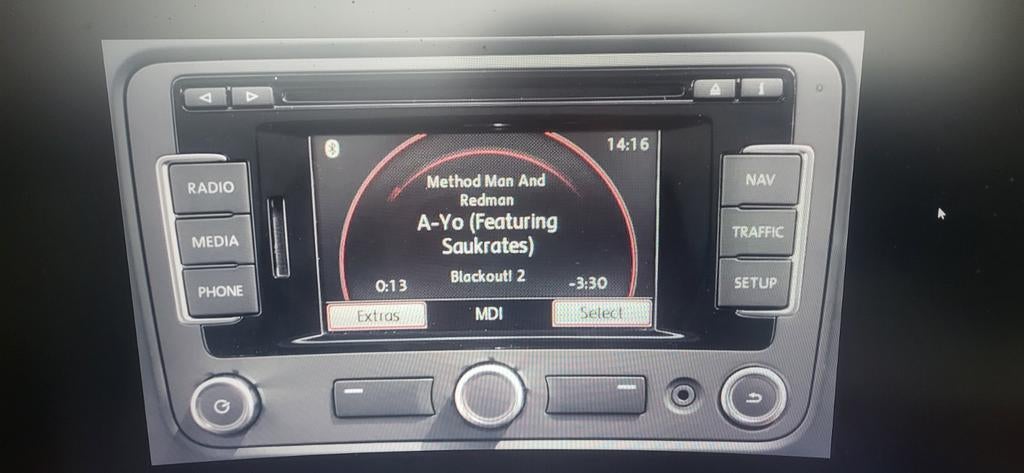 RADIO
MEDIA
PHONE
14:16
Method Man And
Redman
A-Yo (Featuring
Saukrates)
Blackout! 2
0:13
-3:30
Extras
MDI
Select
NAV
TRAFFIC
SETUP